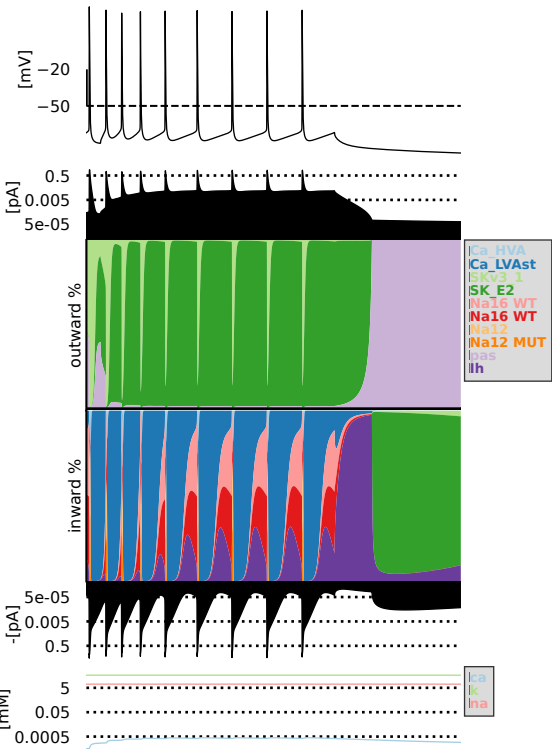 [mV]
−20
−50
[pA]
0.5
0.005
5e-05
outward %
Ca_HVA
Ca_LVAst
SKv3_1
SK_E2
Na16 WT
Na16 WT
Na12
Na12 MUT
pas
Ih
inward %
-[pA]
5e-05
0.005
0.5
[mM]
5
0.05
0.0005
ca
k
na